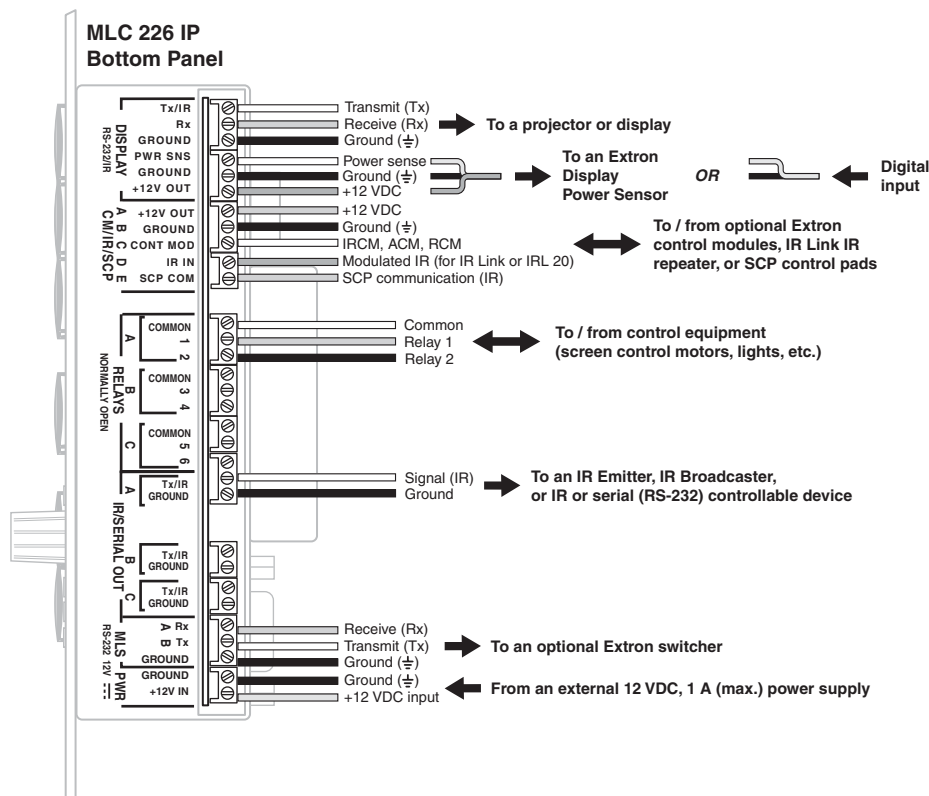 MLC 226 IP
Bottom Panel
DISPLAY
RS-232/IR
Tx/IR
Rx
GROUND
PWR SNS
GROUND
+12V OUT
CM/IR/SCP
A
B
C
D
E
+12V OUT
GROUND
CONT MOD
IR IN
SCP COM
RELAYS
NORMALLY OPEN
A
COMMON
1
2
B
COMMON
3
4
C
COMMON
5
6
IR/SERIAL OUT
A
Tx/IR
GROUND
B
Tx/IR
GROUND
C
Tx/IR
GROUND
MLS
RS-232
A Rx
B Tx
GROUND
PWR
12V
GROUND
+12V IN
Transmit (Tx)
Receive (Rx)
Ground (⏚)
To a projector or display
Power sense
Ground (⏚)
+12 VDC
To an Extron
Display
Power Sensor
OR
Digital
input
+12 VDC
Ground (⏚)
IRCM, ACM, RCM
Modulated IR (for IR Link or IRL 20)
SCP communication (IR)
To / from optional Extron
control modules, IR Link IR
repeater, or SCP control pads
Common
Relay 1
Relay 2
To / from control equipment
(screen control motors, lights, etc.)
Signal (IR)
Ground
To an IR Emitter, IR Broadcaster,
or IR or serial (RS-232) controllable device
Receive (Rx)
Transmit (Tx)
Ground (⏚)
To an optional Extron switcher
Ground (⏚)
+12 VDC input
From an external 12 VDC, 1 A (max.) power supply